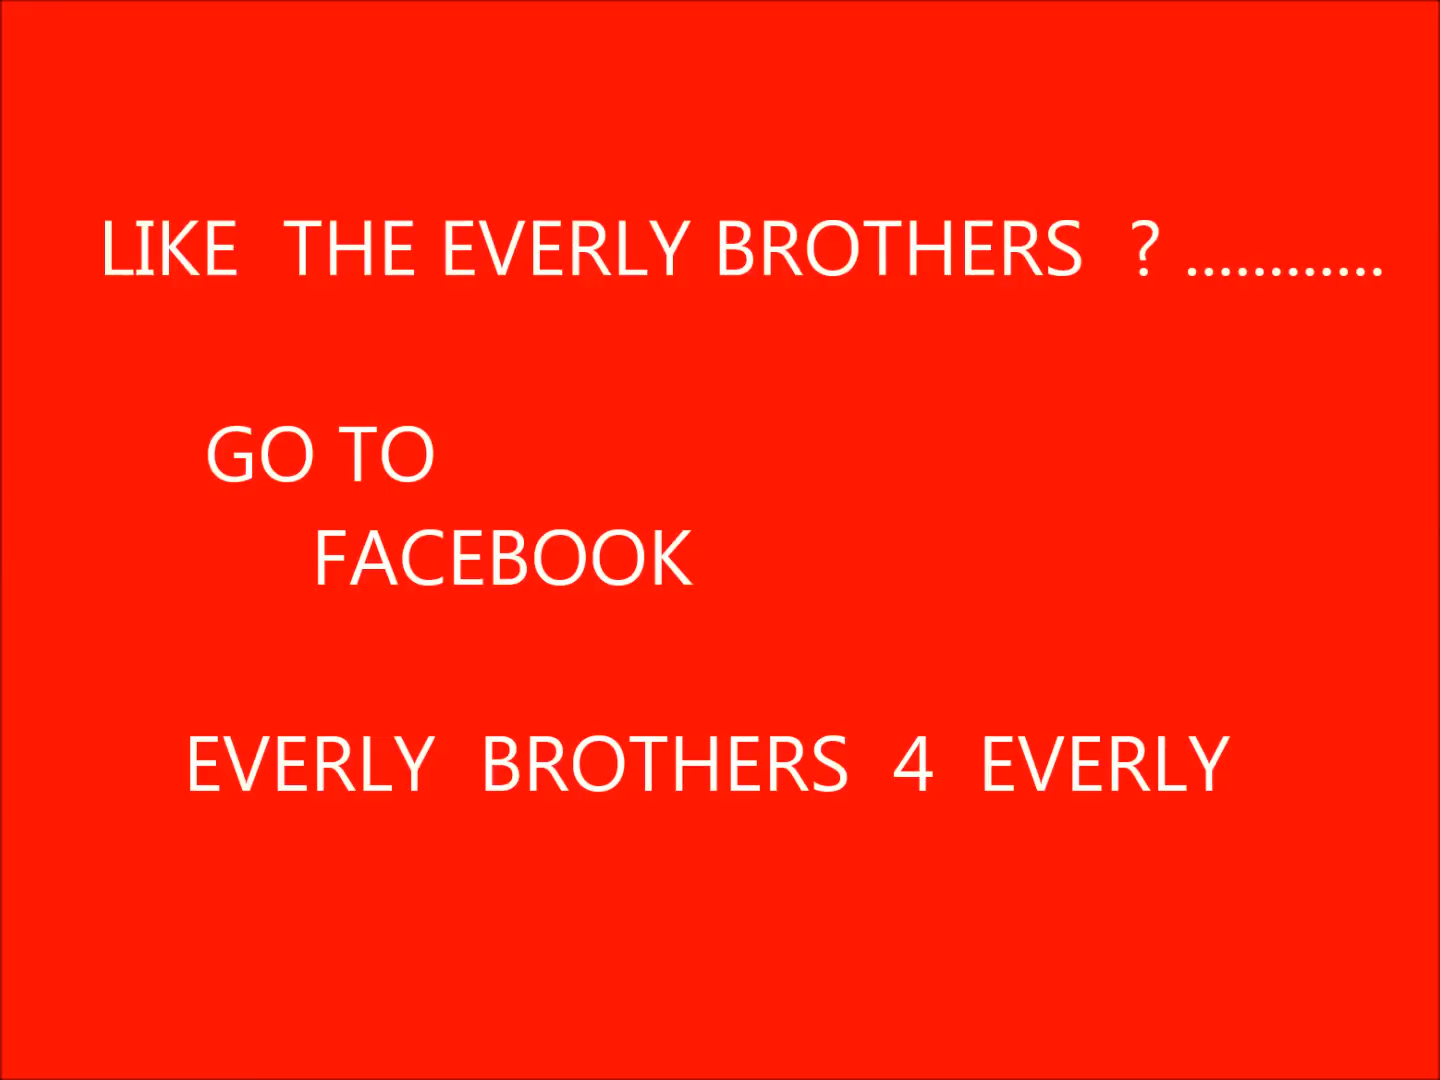 LIKE THE EVERLY BROTHERS ? ............
GO TO
FACEBOOK
EVERLY BROTHERS 4 EVERLY